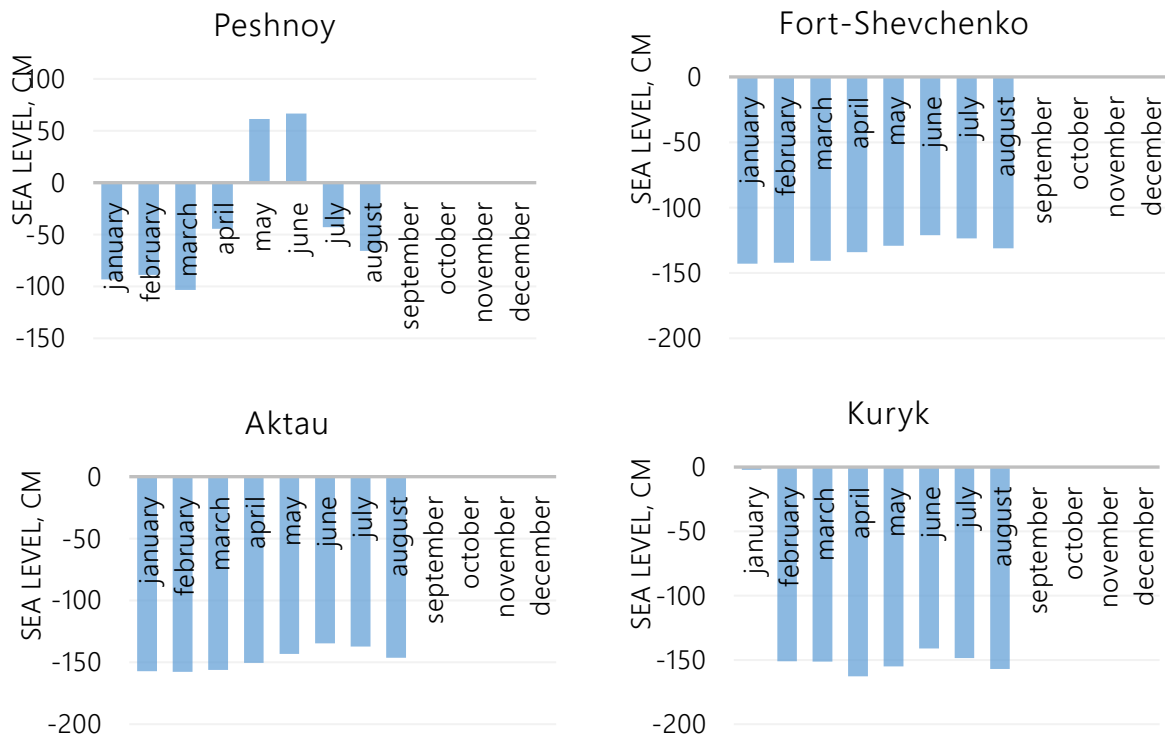 Peshnoy
SEA LEVEL, CM
100
50
0
-50
-100
-150
january
february
march
april
may
june
july
august
september
october
november
december
Fort-Shevchenko
SEA LEVEL, CM
0
-50
-100
-150
-200
january
february
march
april
may
june
july
august
september
october
november
december
Aktau
SEA LEVEL, CM
0
-50
-100
-150
-200
january
february
march
april
may
june
july
august
september
october
november
december
Kuryk
SEA LEVEL, CM
0
-50
-100
-150
-200
january
february
march
april
may
june
july
august
september
october
november
december